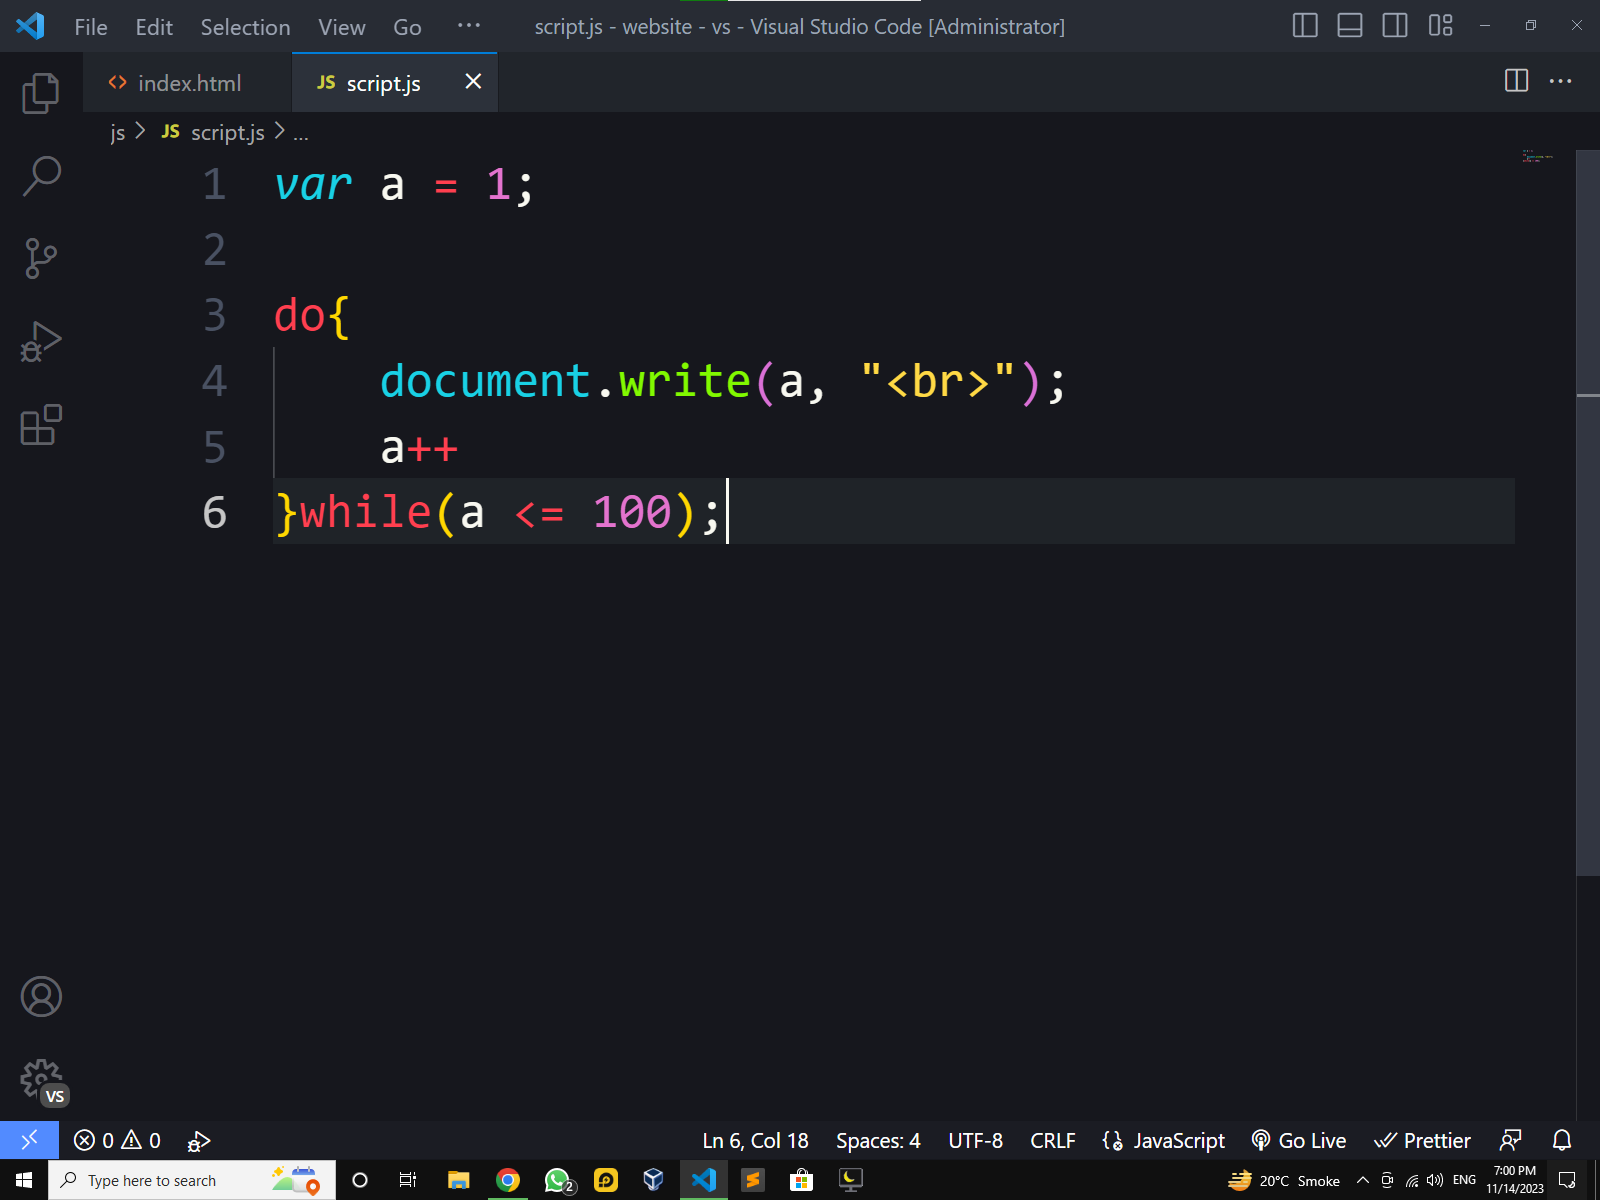 File Edit Selection View Go ··· script.js - website - vs - Visual Studio Code [Administrator]
<> index.html JS script.js ×
js > JS script.js > ...
1 var a = 1;
2
3 do{
4 document.write(a, "<br>");
5 a++
6 }while(a <= 100);
VS
0 0 Ln 6, Col 18 Spaces: 4 UTF-8 CRLF JavaScript Go Live Prettier
Type here to search 2 20°C Smoke ENG 7:00 PM
11/14/2023